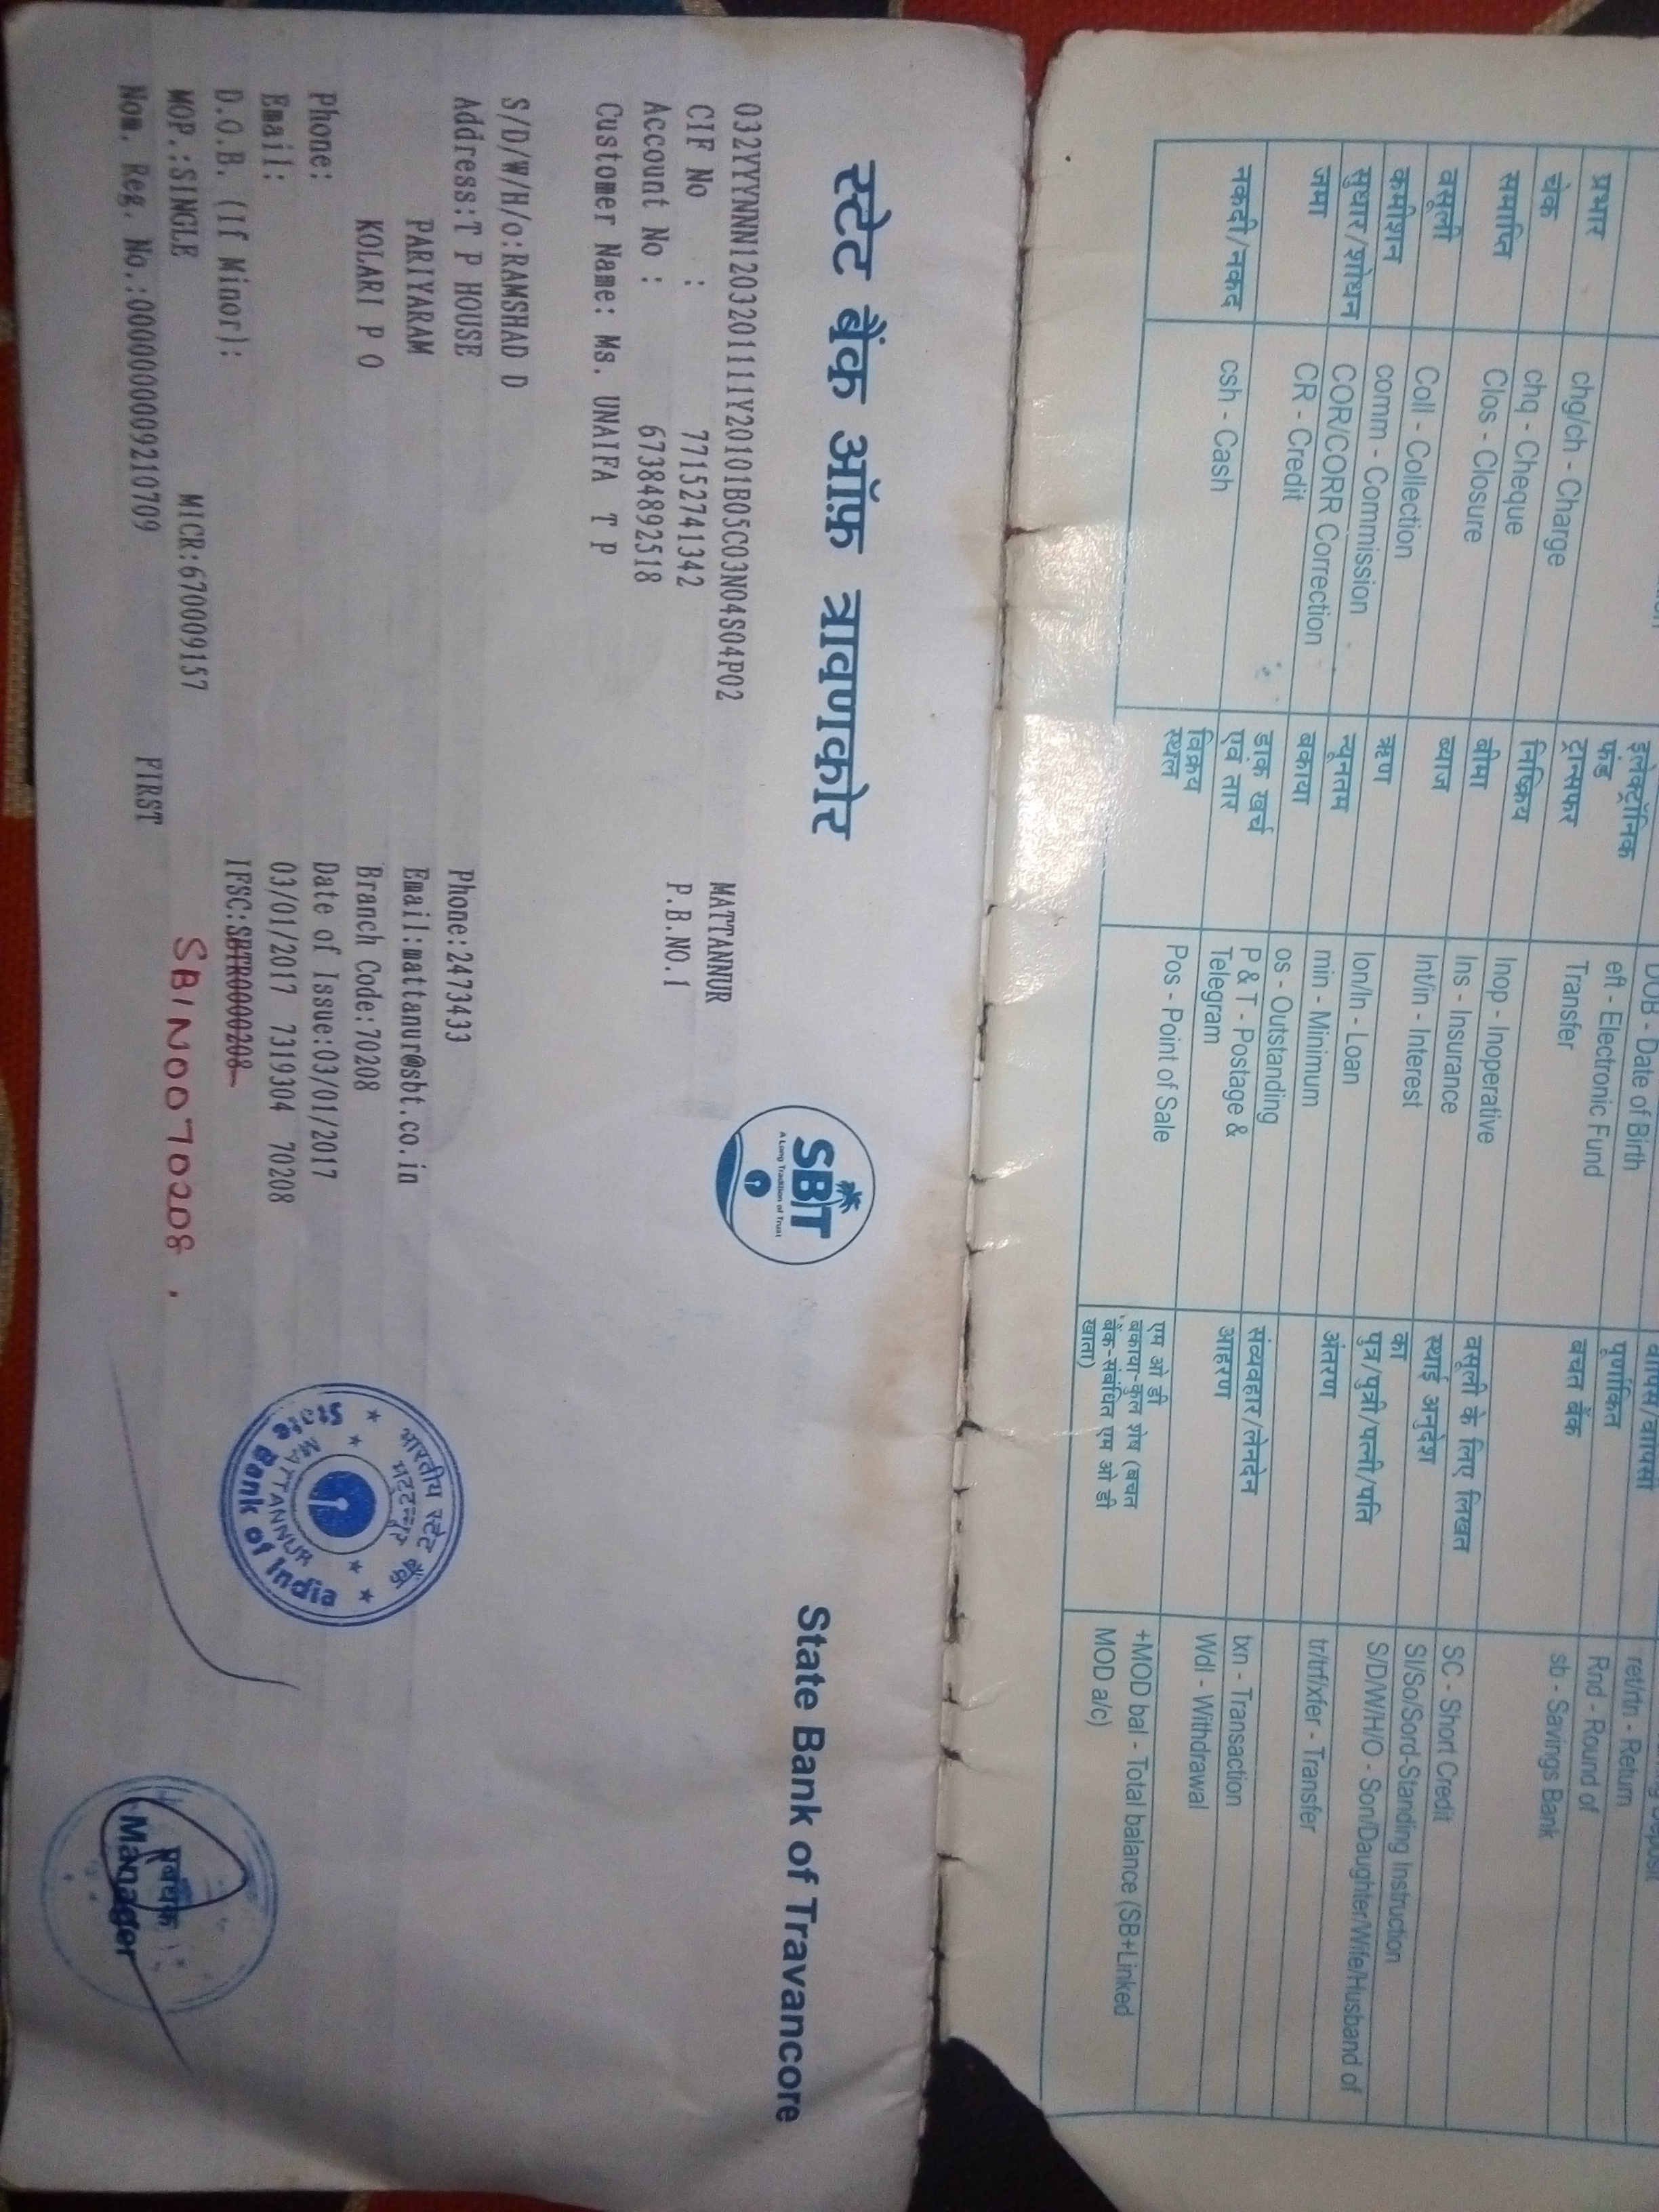 स्टेट बैंक ऑफ़ त्रावणकोर
SBT
A Long Tradition of Trust
State Bank of Travancore
032YYYNNN1203201111Y20101B05C03N04S04P02
MATTANNUR
CIF No : 77152741342
P.B.NO.1
Account No : 67384892518
Customer Name: Ms. UNAIFA T P
S/D/W/H/o:RAMSHAD D
Address:T P HOUSE
Phone:2473433
PARIYARAM
Email:mattanur@sbt.co.in
KOLARI P O
Branch Code:70208
Phone:
Date of Issue:03/01/2017
Email:
03/01/2017 7319304 70208
D.O.B. (If Minor):
IFSC:SBTR0000208
MOP.:SINGLE
MICR:670009157
SBIN0070208.
Nom. Reg. No.:00000000009210709
FIRST
भारतीय स्टेट बैंक
मट्टन्नूर
MATTANNUR
State Bank of India
प्रबंधक
Manager
DOB - Date of Birth
वापस/वापसी
ret/rtn - Return
प्रभार
chg/ch - Charge
इलेक्ट्रॉनिक
फंड
ट्रान्सफर
eft - Electronic Fund
Transfer
पूर्णांकित
Rnd - Round of
चेक
chq - Cheque
निष्क्रिय
Inop - Inoperative
बचत बैंक
sb - Savings Bank
समाप्ति
Clos - Closure
बीमा
Ins - Insurance
वसूली के लिए लिखत
SC - Short Credit
वसूली
Coll - Collection
ब्याज
Int/in - Interest
स्थाई अनुदेश
का
SI/So/Sord-Standing Instruction
कमीशन
comm - Commission
ऋण
lon/ln - Loan
पुत्र/पुत्री/पत्नी/पति
S/D/W/H/O - Son/Daughter/Wife/Husband of
सुधार/शोधन
COR/CORR Correction
न्यूनतम
min - Minimum
अंतरण
tr/trf/xfer - Transfer
जमा
CR - Credit
बकाया
os - Outstanding
नकदी/नकद
csh - Cash
डाक खर्च
एवं तार
P & T - Postage &
Telegram
संव्यवहार/लेनदेन
txn - Transaction
आहरण
Wdl - Withdrawal
विक्रय
स्थल
Pos - Point of Sale
एम ओ डी
बकाया-कुल शेष (बचत
बैंक-संबंधित एम ओ डी
खाता)
+MOD bal - Total balance (SB+Linked
MOD a/c)